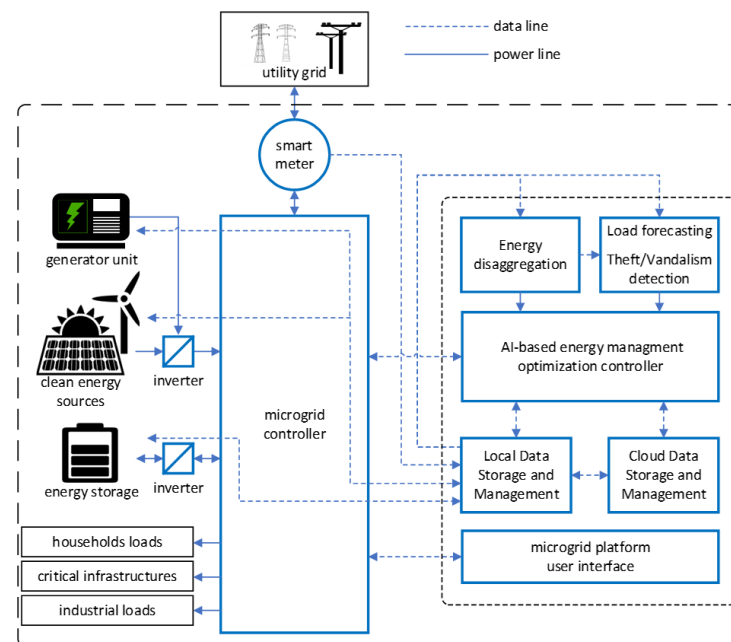 data line
power line
utility grid
smart
meter
generator unit
clean energy
sources
inverter
energy storage
inverter
households loads
critical infrastructures
industrial loads
microgrid
controller
Energy
disaggregation
Load forecasting
Theft/Vandalism
detection
AI-based energy managment
optimization controller
Local Data
Storage and
Management
Cloud Data
Storage and
Management
microgrid platform
user interface